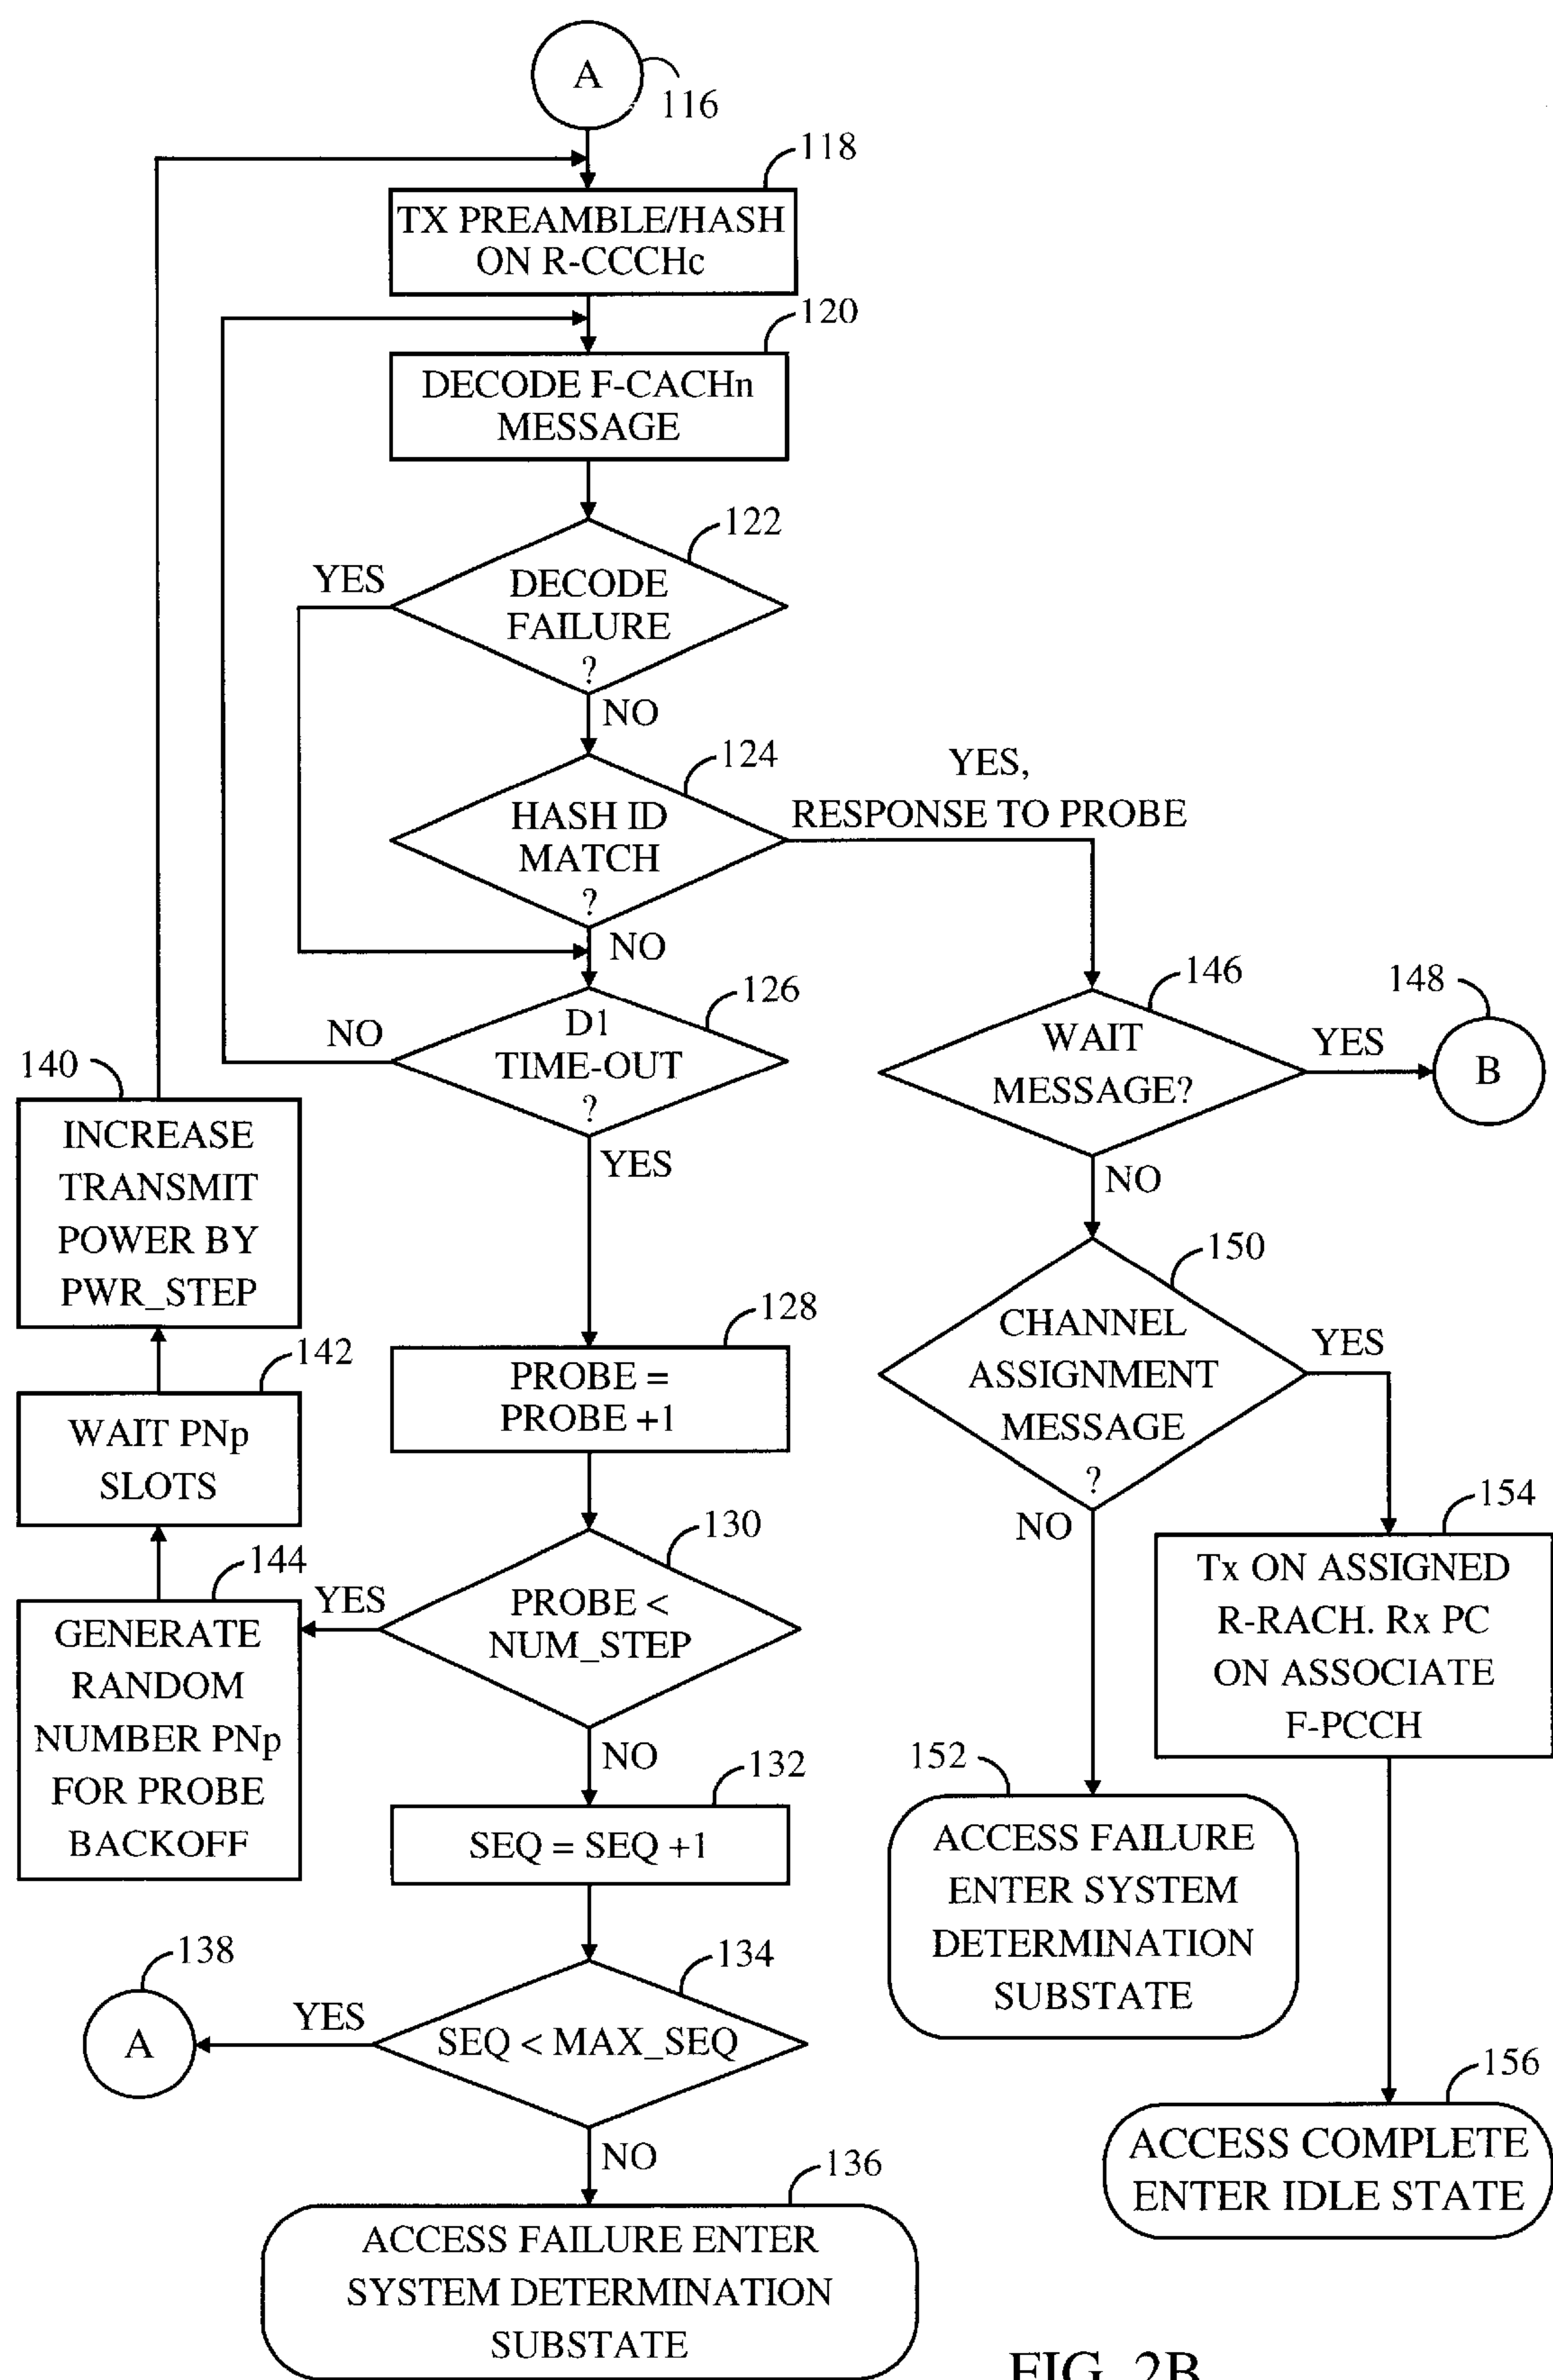 A
116
118
TX PREAMBLE/HASH
ON R-CCCHc
120
DECODE F-CACHn
MESSAGE
122
YES
DECODE
FAILURE
?
NO
124
HASH ID
MATCH
?
YES,
RESPONSE TO PROBE
NO
126
D1
TIME-OUT
?
NO
YES
146
WAIT
MESSAGE?
YES
148
B
NO
140
INCREASE
TRANSMIT
POWER BY
PWR_STEP
142
WAIT PNp
SLOTS
144
GENERATE
RANDOM
NUMBER PNp
FOR PROBE
BACKOFF
128
PROBE =
PROBE +1
130
YES
PROBE <
NUM_STEP
NO
150
CHANNEL
ASSIGNMENT
MESSAGE
?
YES
NO
154
Tx ON ASSIGNED
R-RACH. Rx PC
ON ASSOCIATE
F-PCCH
132
SEQ = SEQ +1
152
ACCESS FAILURE
ENTER SYSTEM
DETERMINATION
SUBSTATE
138
A
YES
134
SEQ < MAX_SEQ
NO
156
ACCESS COMPLETE
ENTER IDLE STATE
136
ACCESS FAILURE ENTER
SYSTEM DETERMINATION
SUBSTATE
FIG. 2B